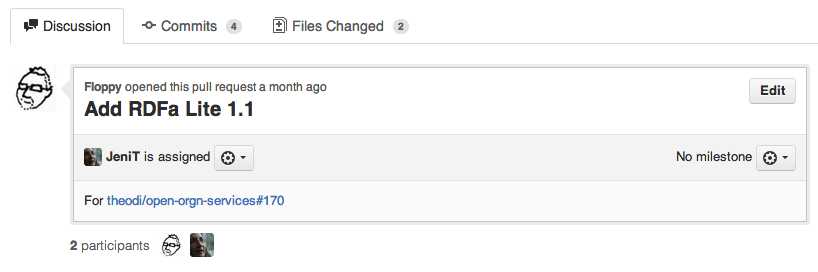 Discussion Commits 4 Files Changed 2
Floppy opened this pull request a month ago
Add RDFa Lite 1.1 Edit
JeniT is assigned No milestone
For theodi/open-orgn-services#170
2 participants